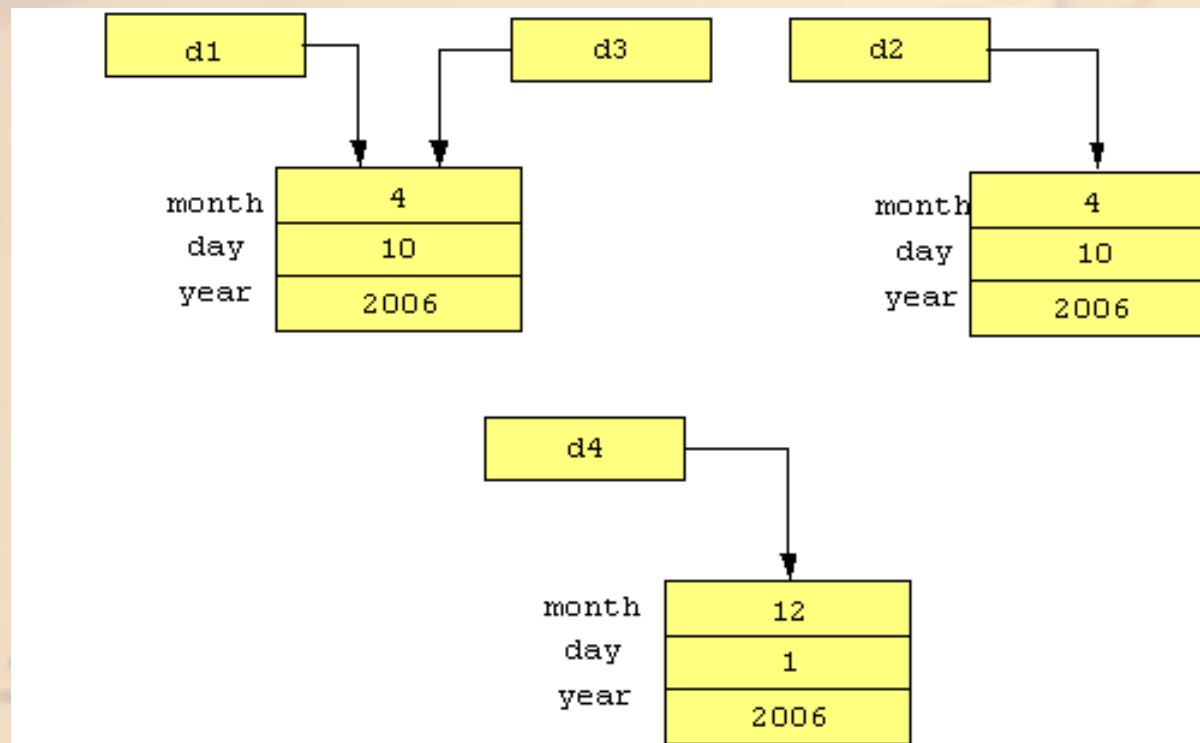 d1
d3
d2
month 4
day 10
year 2006
month 4
day 10
year 2006
d4
month 12
day 1
year 2006